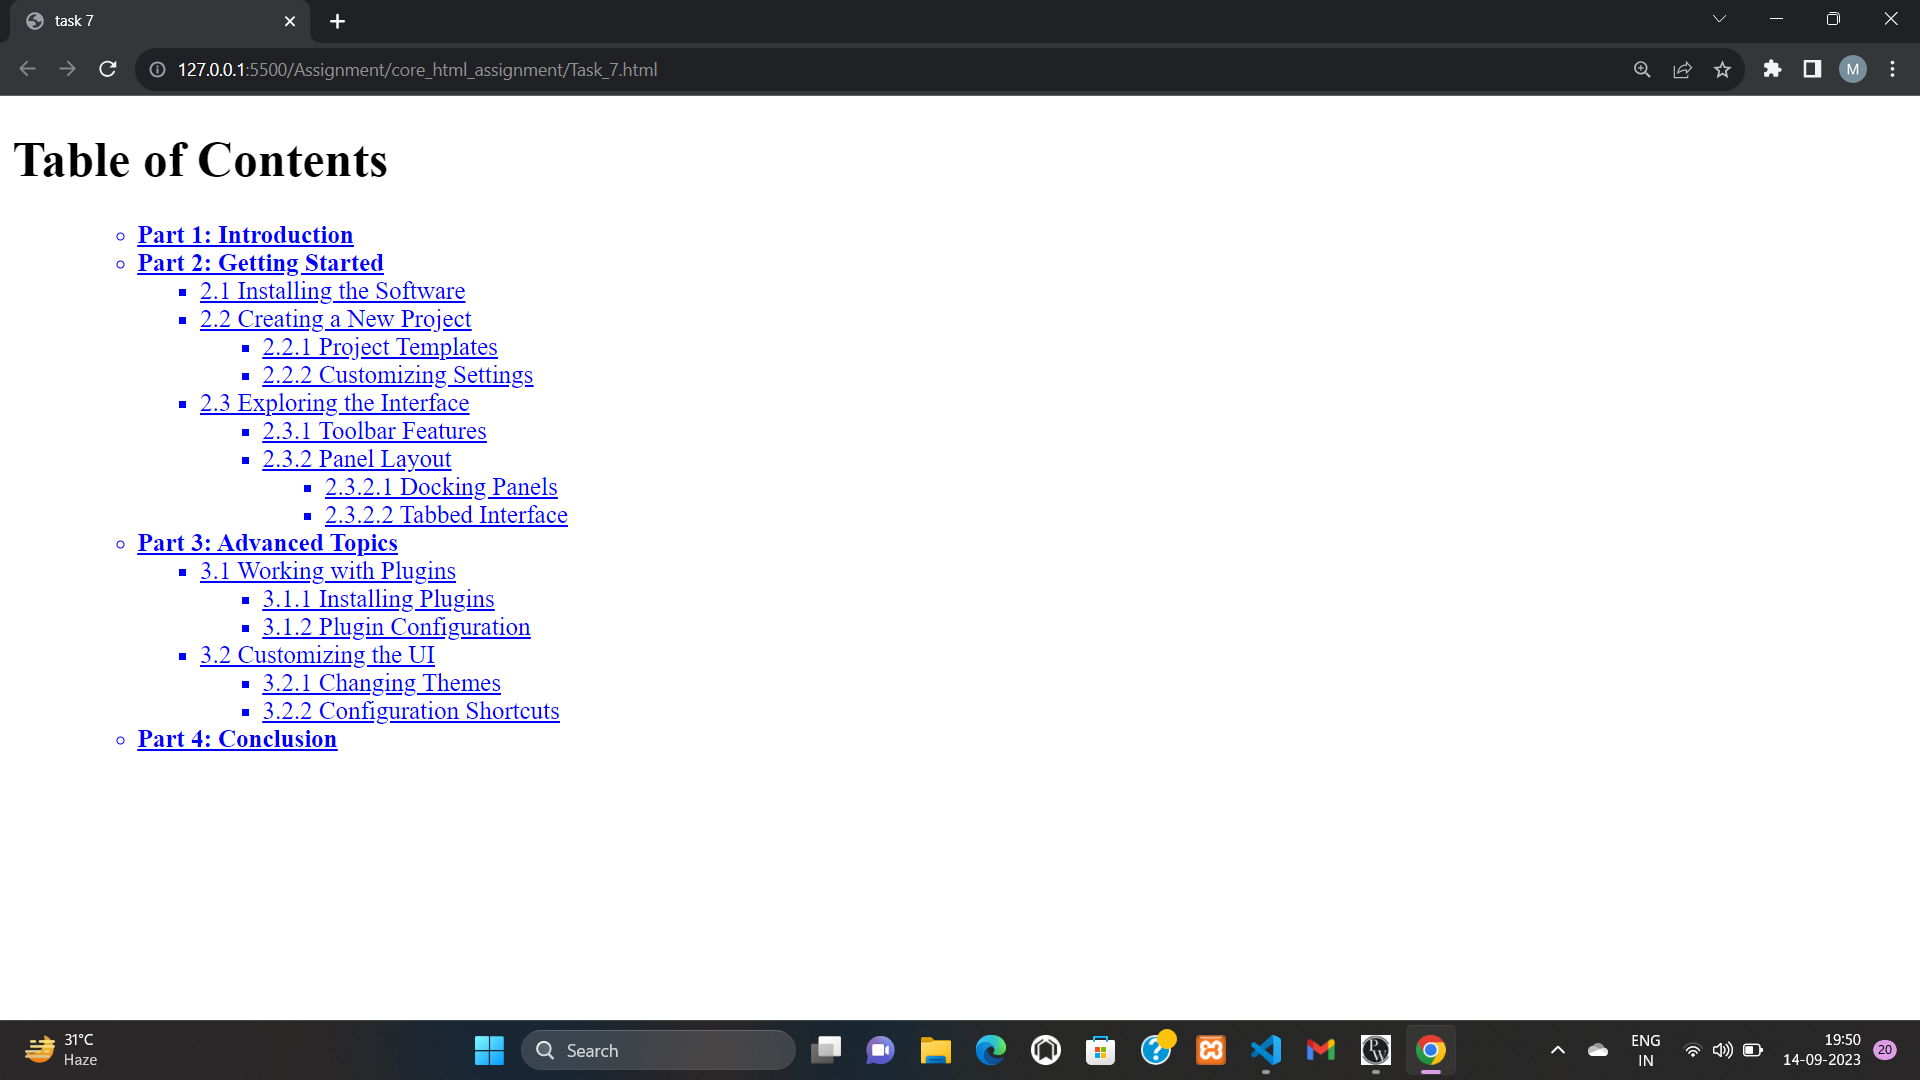 task 7
127.0.0.1:5500/Assignment/core_html_assignment/Task_7.html
M
Table of Contents
Part 1: Introduction
Part 2: Getting Started
2.1 Installing the Software
2.2 Creating a New Project
2.2.1 Project Templates
2.2.2 Customizing Settings
2.3 Exploring the Interface
2.3.1 Toolbar Features
2.3.2 Panel Layout
2.3.2.1 Docking Panels
2.3.2.2 Tabbed Interface
Part 3: Advanced Topics
3.1 Working with Plugins
3.1.1 Installing Plugins
3.1.2 Plugin Configuration
3.2 Customizing the UI
3.2.1 Changing Themes
3.2.2 Configuration Shortcuts
Part 4: Conclusion
31°C
Haze
Search
PW
ENG
IN
19:50
14-09-2023
20